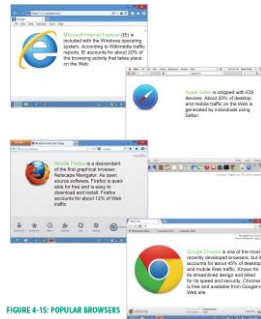 Microsoft Internet Explorer (IE) is
included with the Windows operating
system. According to Wikimedia traffic
reports, IE accounts for about 20% of
the browsing activity that takes place
on the Web.
Apple Safari is shipped with iOS
devices. About 20% of desktop
and mobile traffic on the Web is
generated by individuals using
Safari.
Mozilla Firefox is a descendant
of the first graphical browser,
Netscape Navigator. As open
source software, Firefox is avail-
able for free and is easy to
download and install. Firefox
accounts for about 12% of Web
traffic.
Google Chrome is one of the most
recently developed browsers, but it
accounts for about 45% of desktop
and mobile Web traffic. Known for
its streamlined design and billed
for its speed and security, Chrome
is free and available from Google's
Web site.
FIGURE 4-15: POPULAR BROWSERS